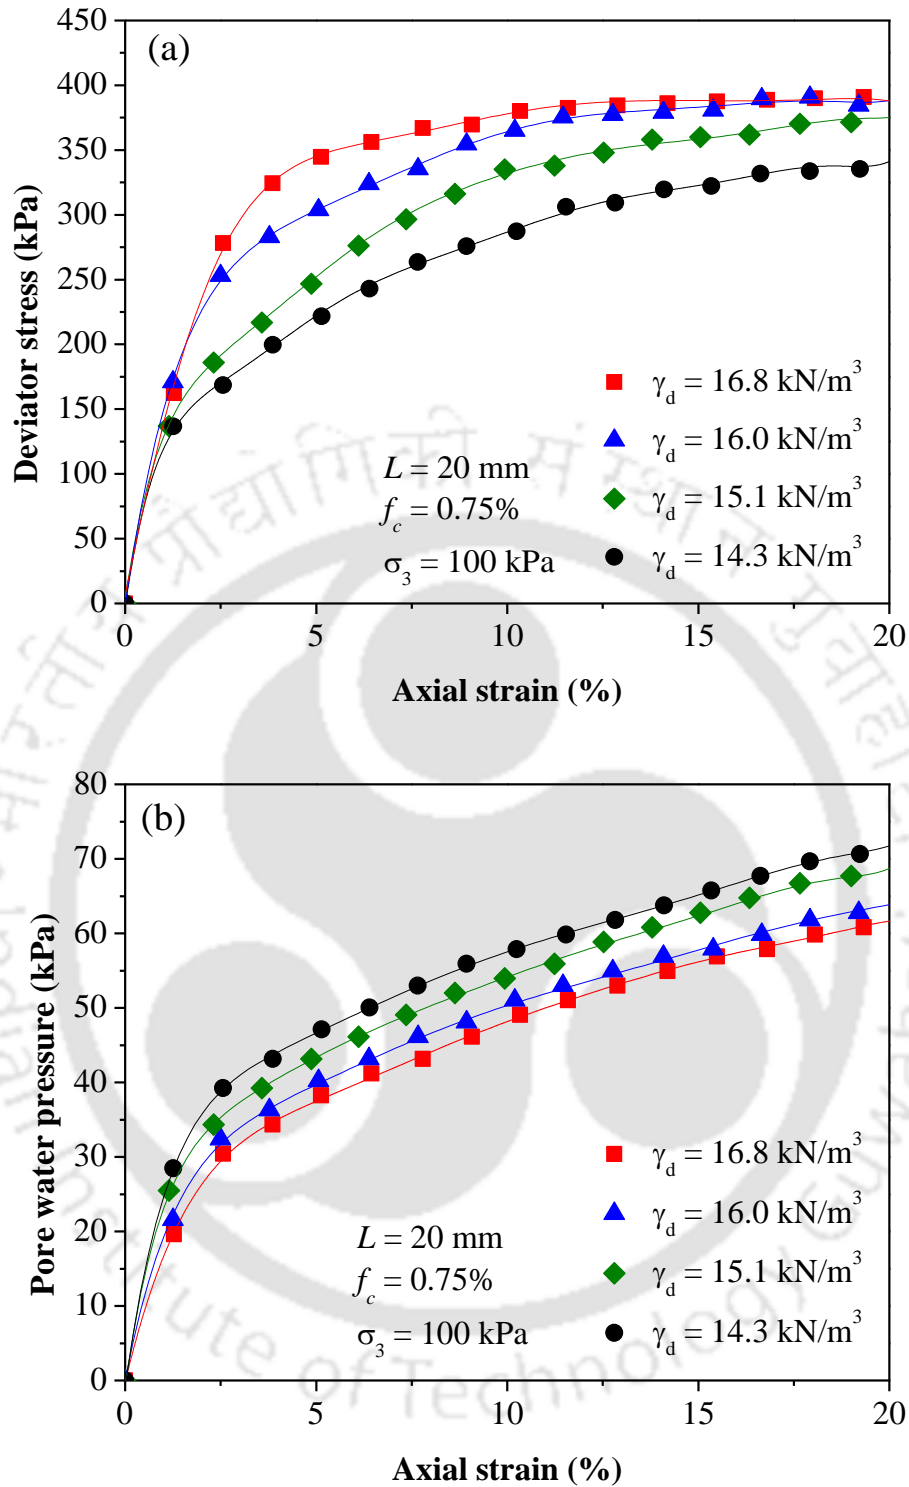 (a)
450
400
350
300
250
200
150
100
50
0
Deviator stress (kPa)
γd = 16.8 kN/m³
γd = 16.0 kN/m³
γd = 15.1 kN/m³
γd = 14.3 kN/m³
L = 20 mm
fc = 0.75%
σ3 = 100 kPa
0 5 10 15 20
Axial strain (%)
(b)
80
70
60
50
40
30
20
10
0
Pore water pressure (kPa)
γd = 16.8 kN/m³
γd = 16.0 kN/m³
γd = 15.1 kN/m³
γd = 14.3 kN/m³
L = 20 mm
fc = 0.75%
σ3 = 100 kPa
0 5 10 15 20
Axial strain (%)
Institute of Technology